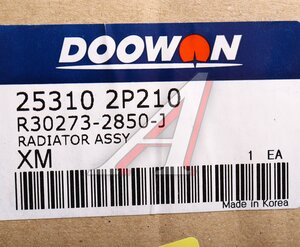 DOOWON
25310 2P210
R30273-2850-J
RADIATOR ASSY
XM
1 EA
Made in Korea